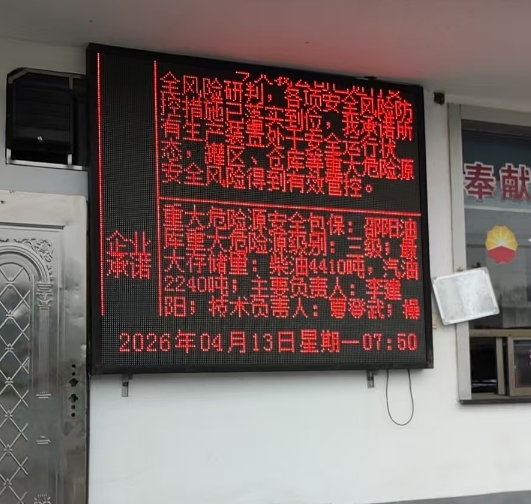 全风险研判，各项安全风险防
控措施已落实到位，我承诺所
有生产装置处于安全运行状
态，罐区、仓库等重大危险源
安全风险得到有效管控。
企业
承诺
重大危险源安全包保：邵阳油
库重大危险源级别：三级；最
大存储量：柴油4410吨，汽油
2240吨；主要负责人：李
阳；技术负责人：曾登武；操
2026年04月13日星期一07:50
奉献